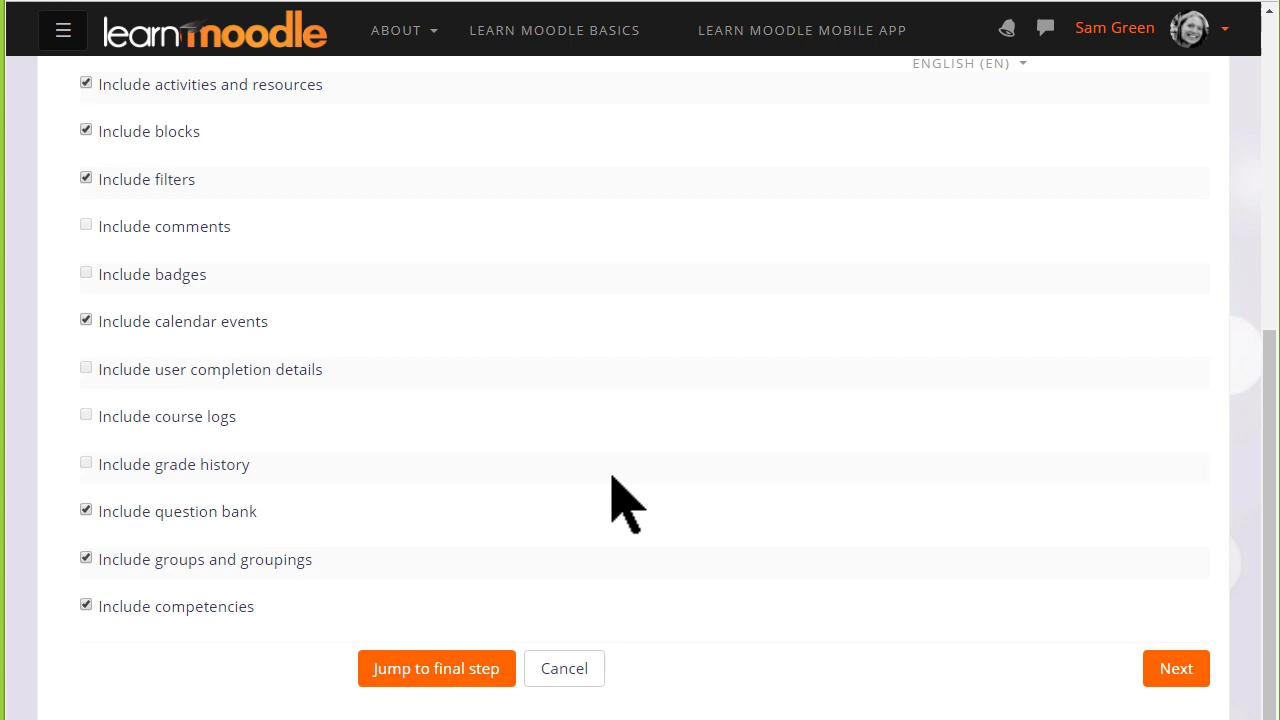 learn moodle
ABOUT
LEARN MOODLE BASICS
LEARN MOODLE MOBILE APP
Sam Green
ENGLISH (EN)
Include activities and resources
Include blocks
Include filters
Include comments
Include badges
Include calendar events
Include user completion details
Include course logs
Include grade history
Include question bank
Include groups and groupings
Include competencies
Jump to final step
Cancel
Next